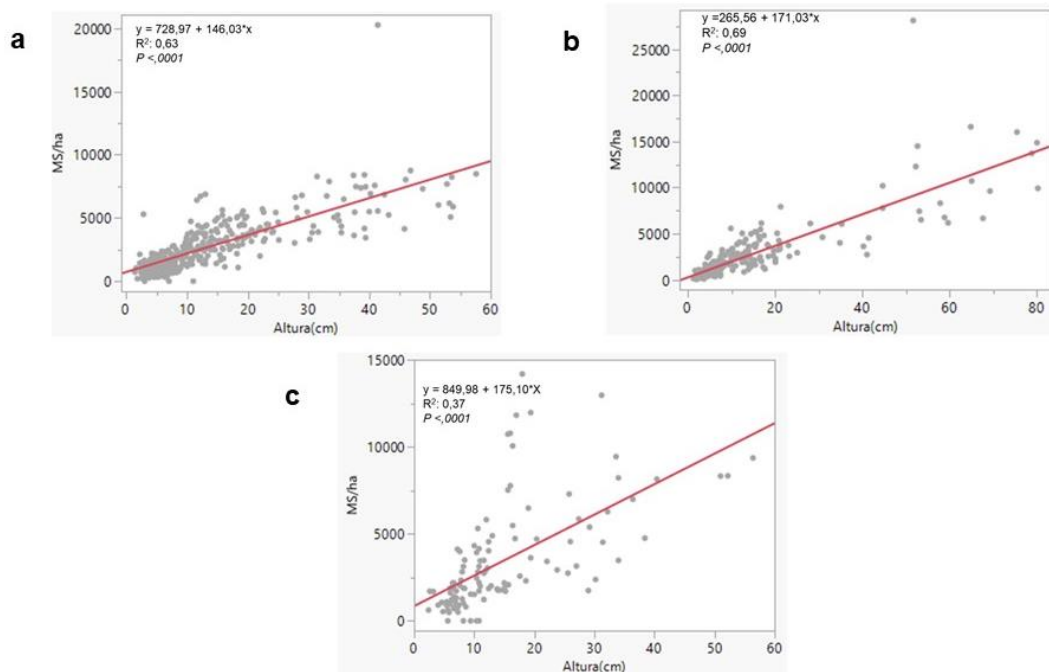 a
y = 728,97 + 146,03*x
R²: 0,63
P <,0001
20000
15000
10000
5000
0
MS/ha
0 10 20 30 40 50 60
Altura(cm)
b
y =265,56 + 171,03*x
R²: 0,69
P <,0001
25000
20000
15000
10000
5000
0
MS/ha
0 20 40 60 80
Altura(cm)
c
y = 849,98 + 175,10*X
R²: 0,37
P <,0001
15000
10000
5000
0
MS/ha
0 10 20 30 40 50 60
Altura(cm)